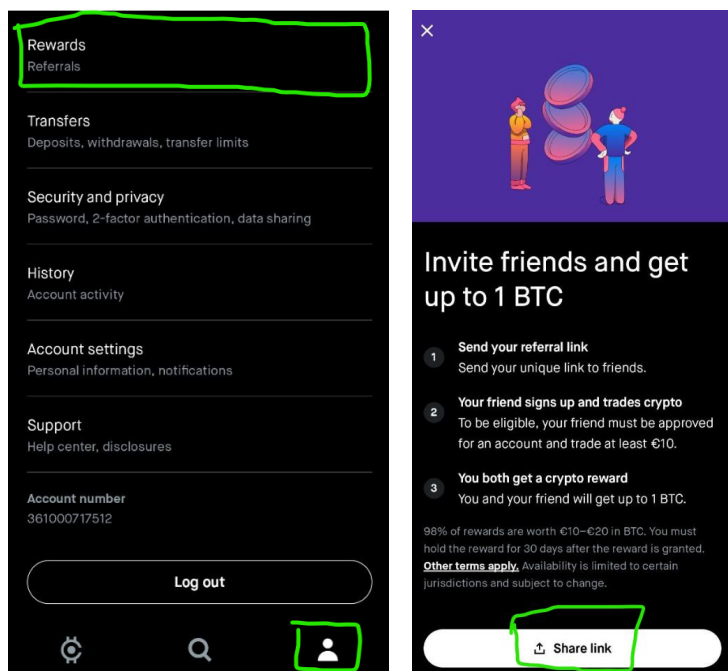 Rewards
Referrals
Transfers
Deposits, withdrawals, transfer limits
Security and privacy
Password, 2-factor authentication, data sharing
History
Account activity
Account settings
Personal information, notifications
Support
Help center, disclosures
Account number
361000717512
Log out
Invite friends and get
up to 1 BTC
1
Send your referral link
Send your unique link to friends.
2
Your friend signs up and trades crypto
To be eligible, your friend must be approved
for an account and trade at least €10.
3
You both get a crypto reward
You and your friend will get up to 1 BTC.
98% of rewards are worth €10–€20 in BTC. You must
hold the reward for 30 days after the reward is granted.
Other terms apply. Availability is limited to certain
jurisdictions and subject to change.
Share link